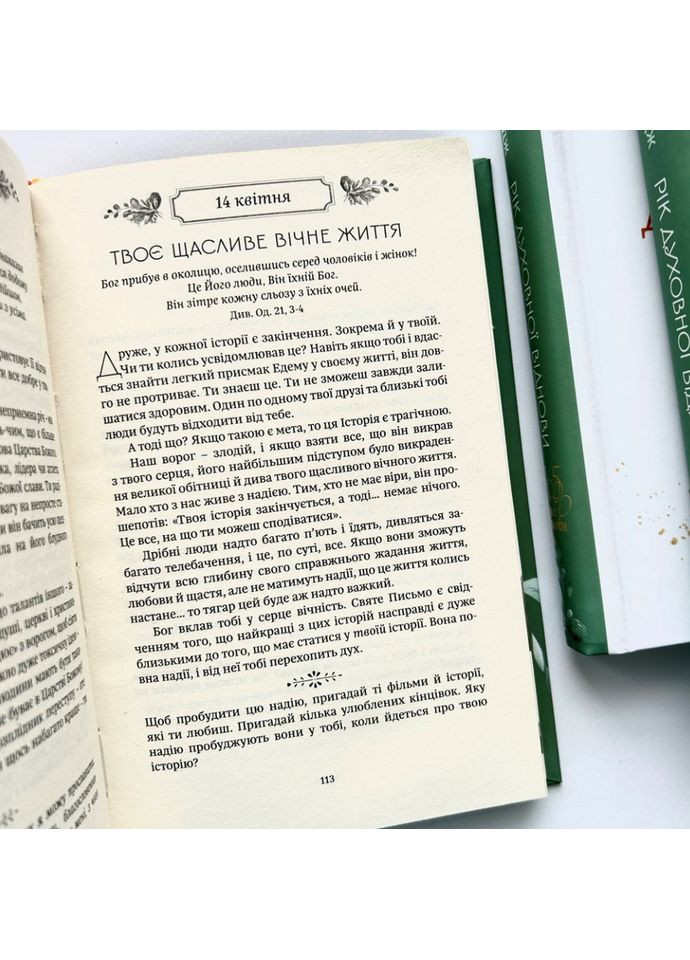 14 квітня
ТВОЄ ЩАСЛИВЕ ВІЧНЕ ЖИТТЯ
Бог прибув в околицю, оселившись серед чоловіків і жінок!
Це Його люди, Він їхній Бог.
Він зітре кожну сльозу з їхніх очей.
Див. Од. 21, 3-4
Друже, у кожної історії є закінчення. Зокрема й у твоїй.
Чи ти колись усвідомлював це? Навіть якщо тобі і вдас-
ться знайти легкий присмак Едему у своєму житті, він дов-
го не протриває. Ти знаєш це. Ти не зможеш завжди зали-
шатися здоровим. Один по одному твої друзі та близькі тобі
люди будуть відходити від тебе.
А тоді що? Якщо такою є мета, то ця Історія є трагічною.
Наш ворог – злодій, і якщо взяти все, що він викрав
з твого серця, його найбільшим підступом було викраден-
ня великої обітниці й дива твого щасливого вічного життя.
Мало хто з нас живе з надією. Тим, хто не має віри, він про-
шепотів: «Твоя історія закінчується, а тоді... немає нічого.
Це все, на що ти можеш сподіватися».
Дрібні люди надто багато п’ють і їдять, дивляться за-
багато телебачення, і це, по суті, все. Якщо вони зможуть
відчути всю глибину свого справжнього жадання життя,
любови й щастя, але не матимуть надії, що це життя колись
настане... то тягар цей буде аж надто важкий.
Бог вклав тобі у серце вічність. Святе Письмо є свід-
ченням того, що найкращі з цих історій насправді є дуже
близькими до того, що має статися у твоїй історії. Вона по-
вна надії, і від неї тобі перехопить дух.
Щоб пробудити цю надію, пригадай ті фільми й історії,
які ти любиш. Пригадай кілька улюблених кінцівок. Яку
надію пробуджують вони у тобі, коли йдеться про твою
історію?
113
РІК ДУХОВНОЇ ВІДНОВИ
РІК ДУХОВНОЇ ВІД